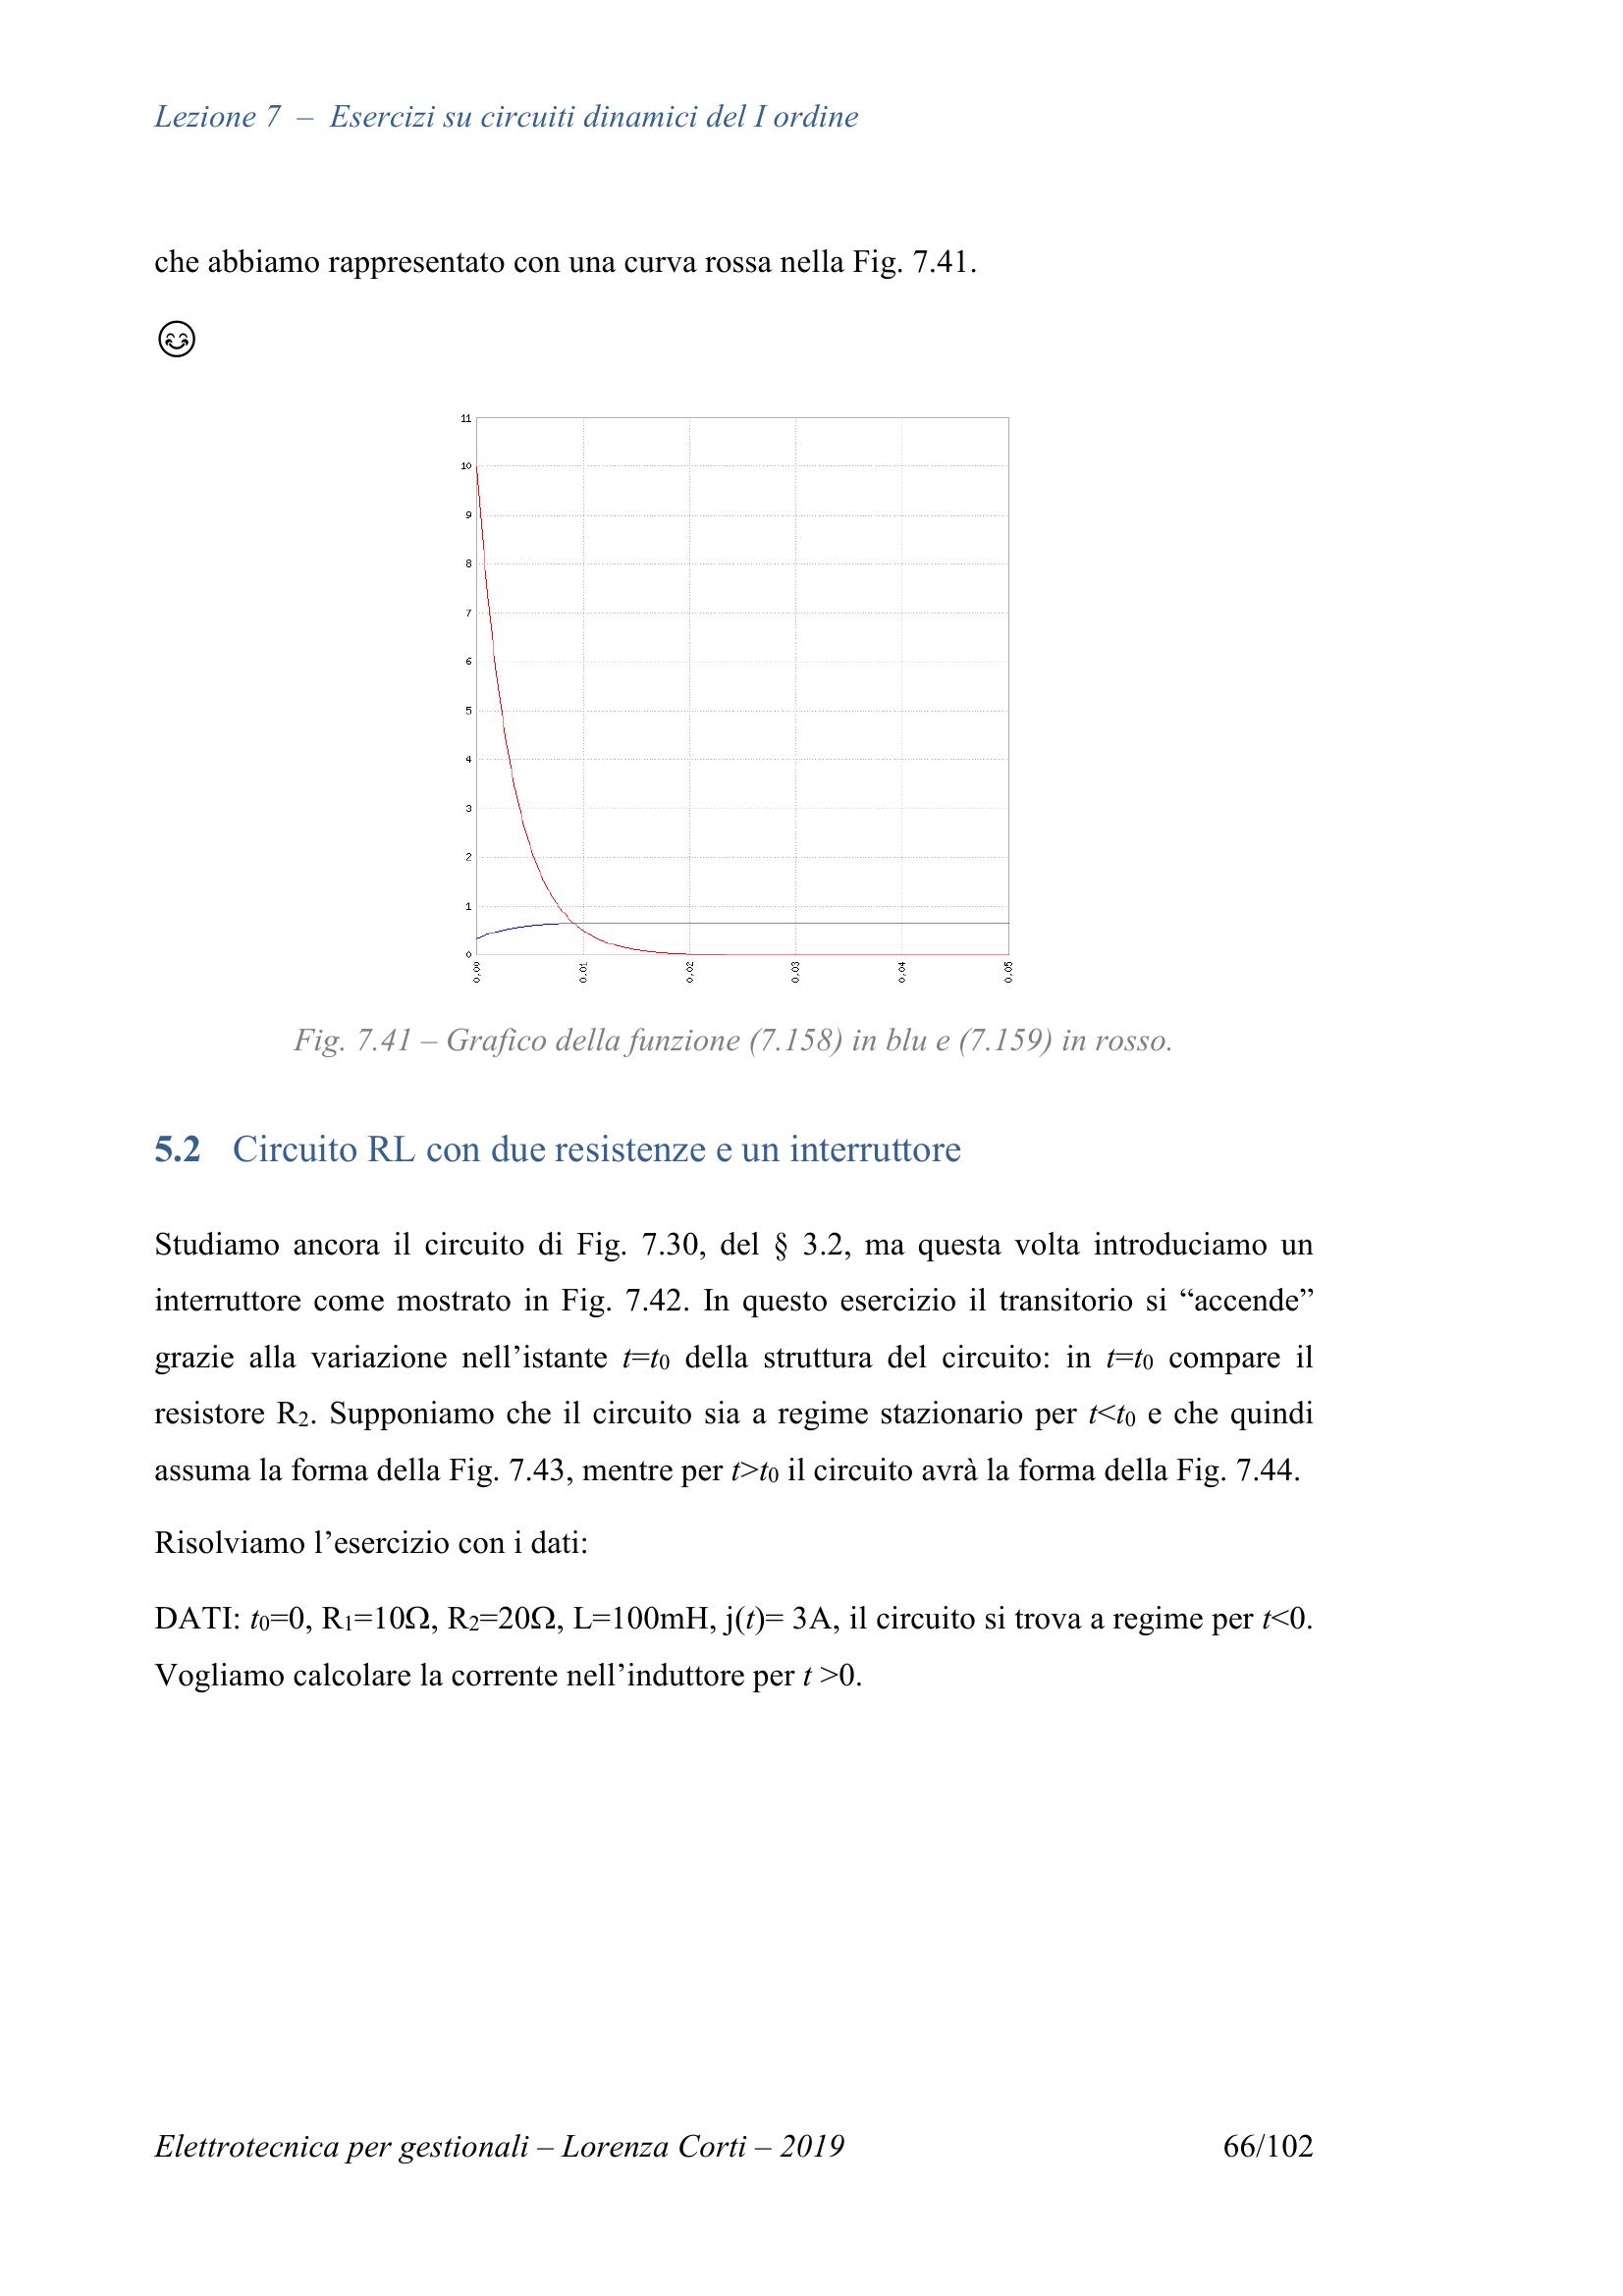 Lezione 7 – Esercizi su circuiti dinamici del I ordine
che abbiamo rappresentato con una curva rossa nella Fig. 7.41.
11
10
9
8
7
6
5
4
3
2
1
0
0.00 0.01 0.02 0.03 0.04 0.05
Fig. 7.41 – Grafico della funzione (7.158) in blu e (7.159) in rosso.
5.2 Circuito RL con due resistenze e un interruttore
Studiamo ancora il circuito di Fig. 7.30, del § 3.2, ma questa volta introduciamo un
interruttore come mostrato in Fig. 7.42. In questo esercizio il transitorio si “accende”
grazie alla variazione nell’istante t=t0 della struttura del circuito: in t=t0 compare il
resistore R2. Supponiamo che il circuito sia a regime stazionario per t<t0 e che quindi
assuma la forma della Fig. 7.43, mentre per t>t0 il circuito avrà la forma della Fig. 7.44.
Risolviamo l’esercizio con i dati:
DATI: t0=0, R1=10Ω, R2=20Ω, L=100mH, j(t)= 3A, il circuito si trova a regime per t<0.
Vogliamo calcolare la corrente nell’induttore per t >0.
Elettrotecnica per gestionali – Lorenza Corti – 2019 66/102